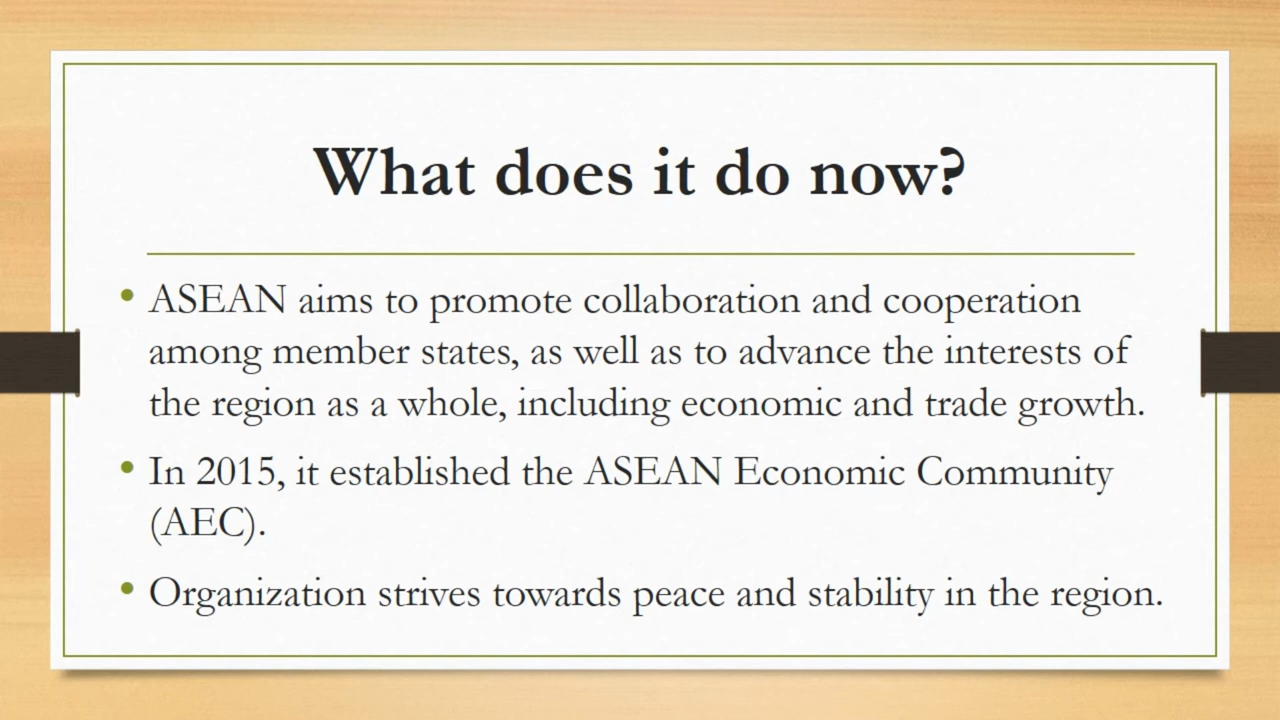 What does it do now?
• ASEAN aims to promote collaboration and cooperation
among member states, as well as to advance the interests of
the region as a whole, including economic and trade growth.
• In 2015, it established the ASEAN Economic Community
(AEC).
• Organization strives towards peace and stability in the region.